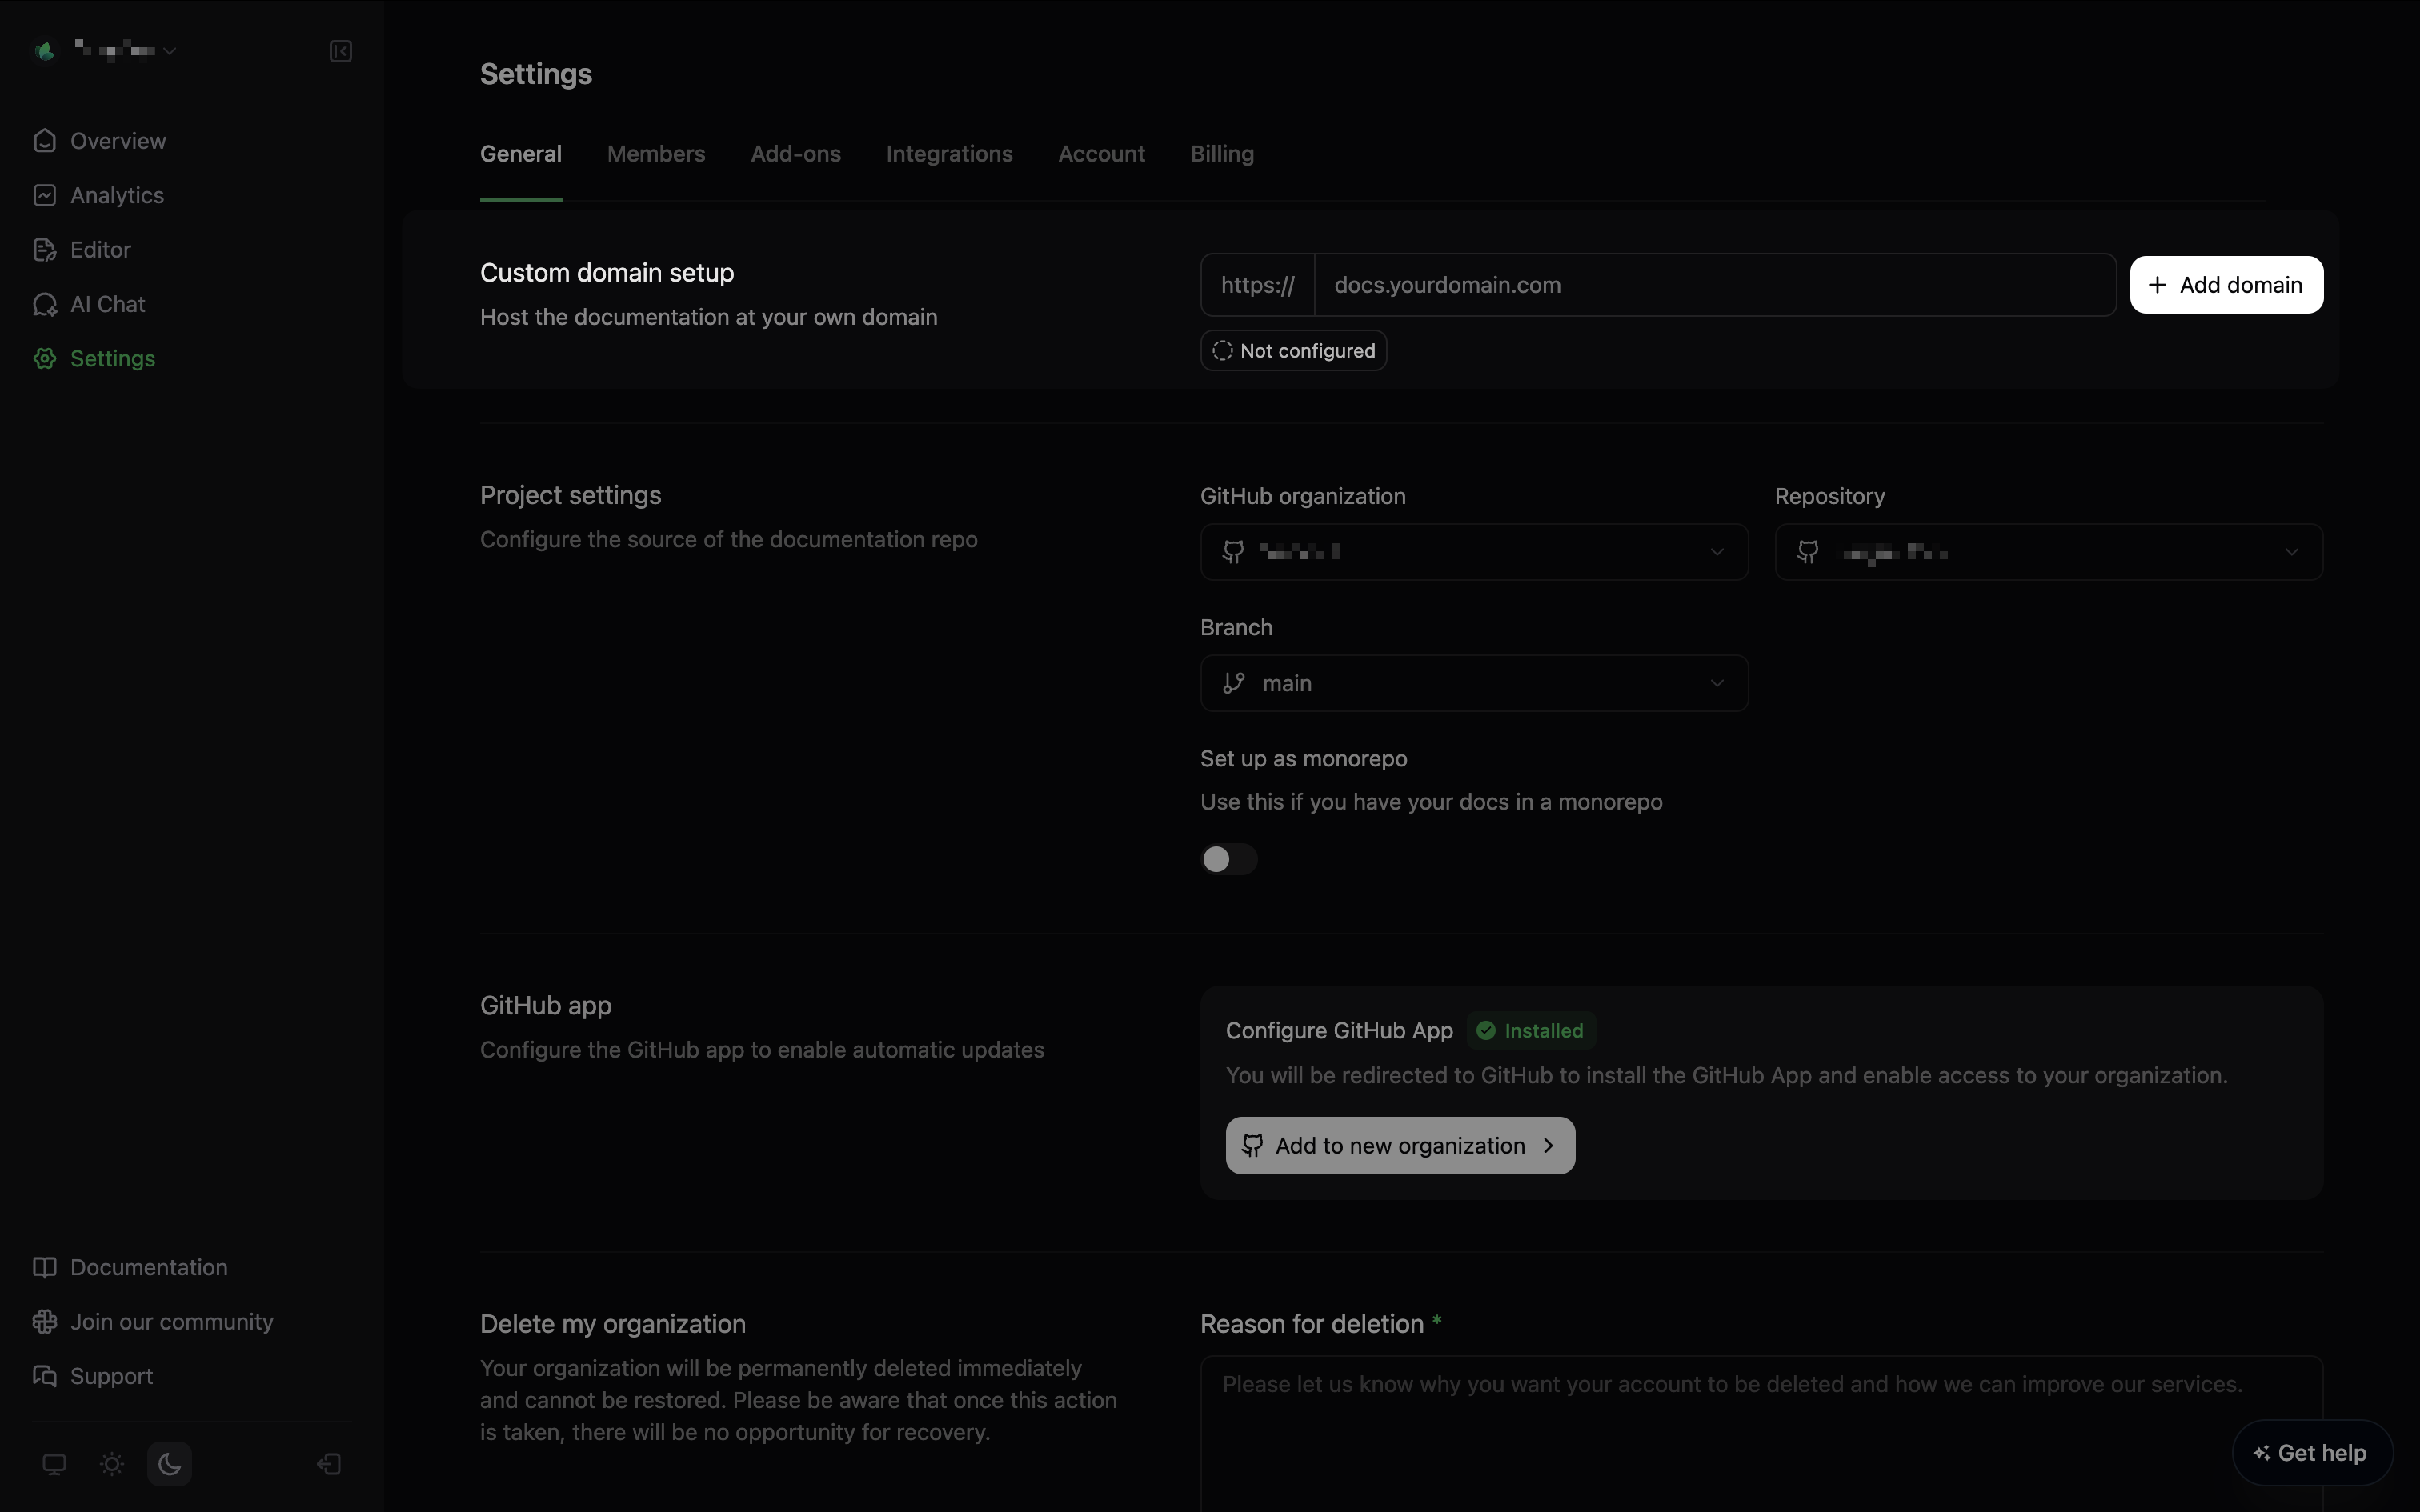 Overview
Analytics
Editor
AI Chat
Settings
Documentation
Join our community
Support
Settings
General Members Add-ons Integrations Account Billing
Custom domain setup
Host the documentation at your own domain
https:// docs.yourdomain.com
Add domain
Not configured
Project settings
Configure the source of the documentation repo
GitHub organization
Repository
Branch
main
Set up as monorepo
Use this if you have your docs in a monorepo
GitHub app
Configure the GitHub app to enable automatic updates
Configure GitHub App Installed
You will be redirected to GitHub to install the GitHub App and enable access to your organization.
Add to new organization
Delete my organization
Your organization will be permanently deleted immediately
and cannot be restored. Please be aware that once this action
is taken, there will be no opportunity for recovery.
Reason for deletion *
Please let us know why you want your account to be deleted and how we can improve our services.
Get help